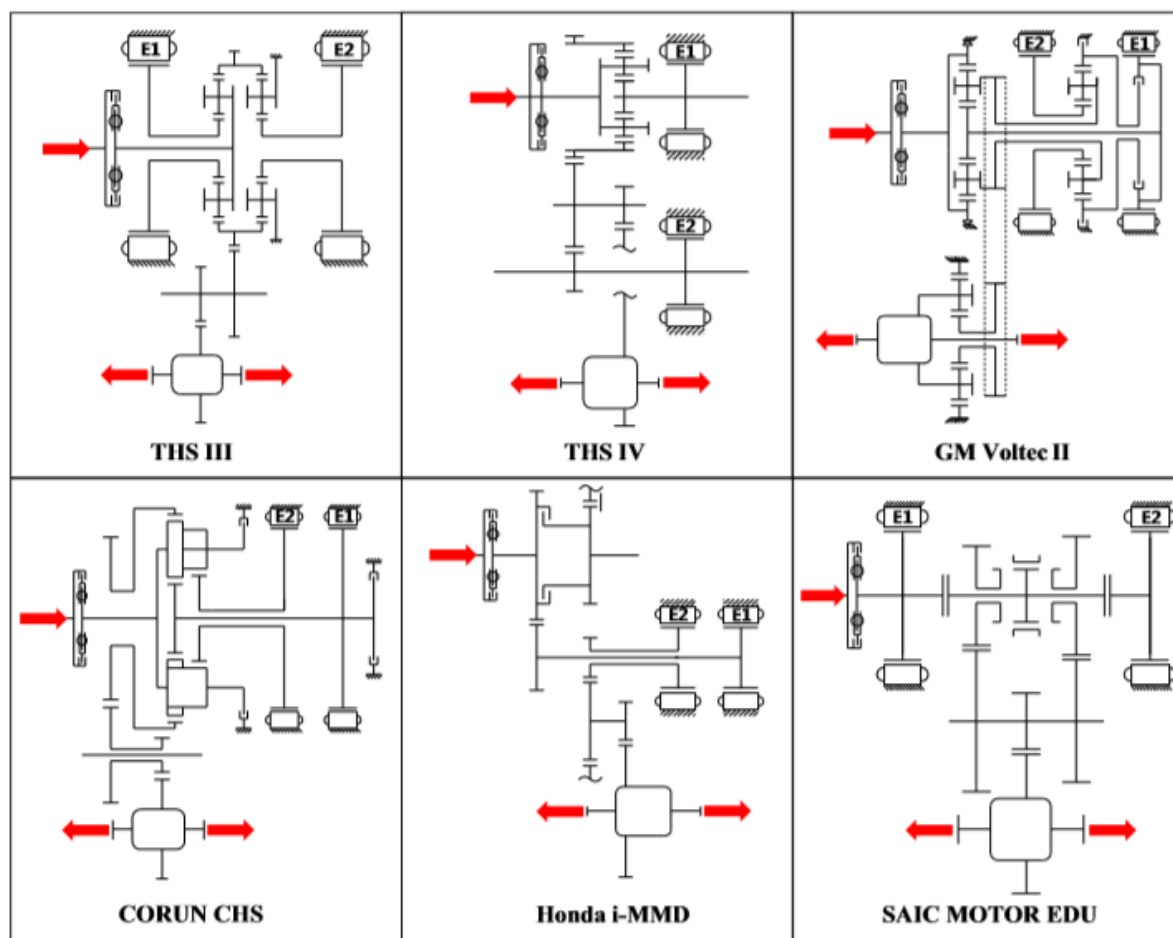 E1
E2
THS III
E1
E2
THS IV
E2
E1
GM Voltec II
E2
E1
CORUN CHS
E2
E1
Honda i-MMD
E1
E2
SAIC MOTOR EDU